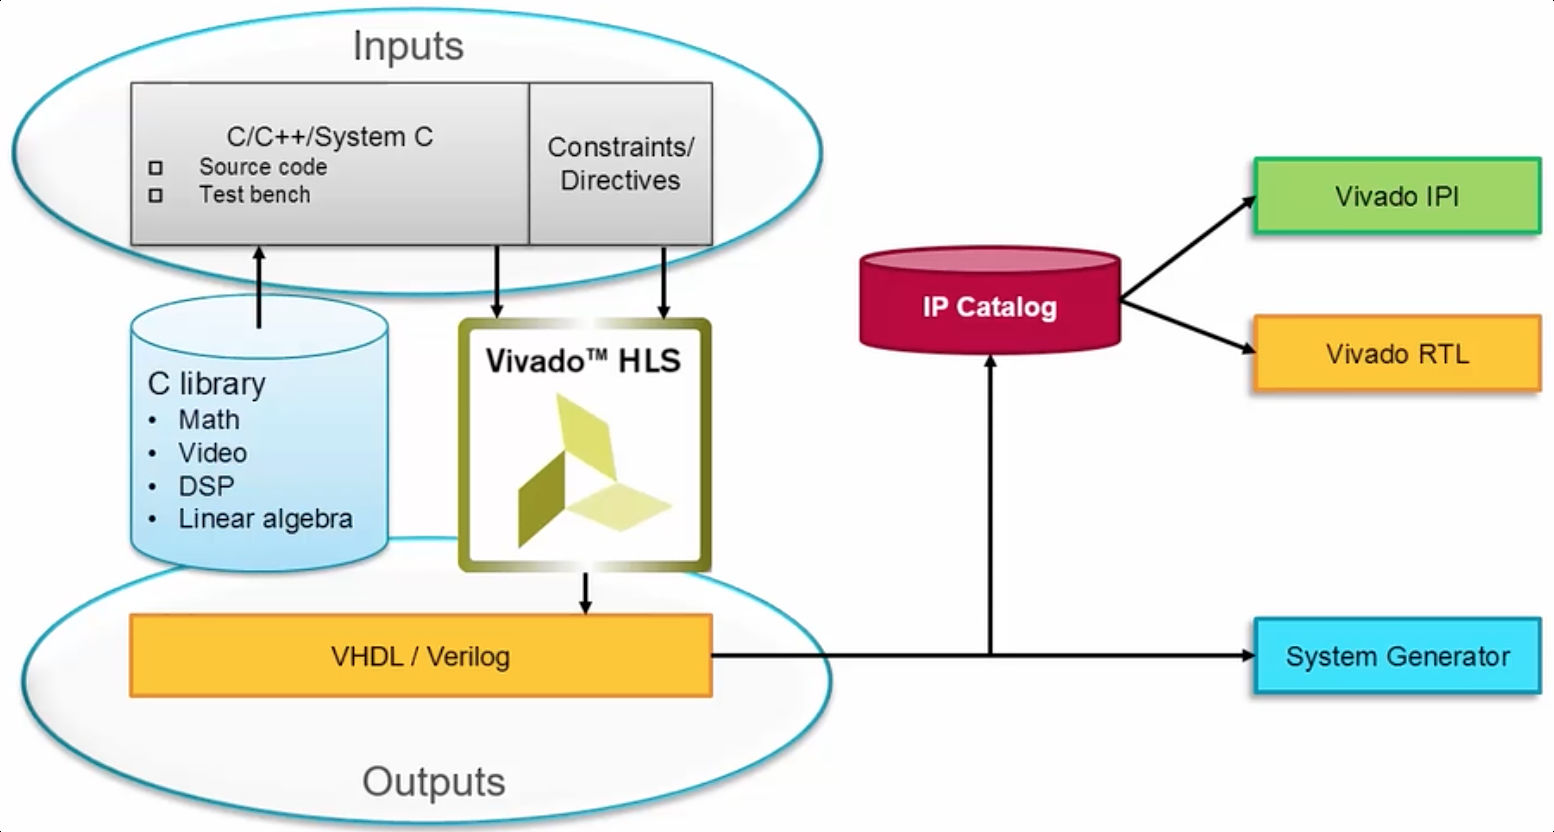 Inputs
C/C++/System C
Source code
Test bench
Constraints/
Directives
C library
• Math
• Video
• DSP
• Linear algebra
Vivado™ HLS
VHDL / Verilog
Outputs
IP Catalog
Vivado IPI
Vivado RTL
System Generator